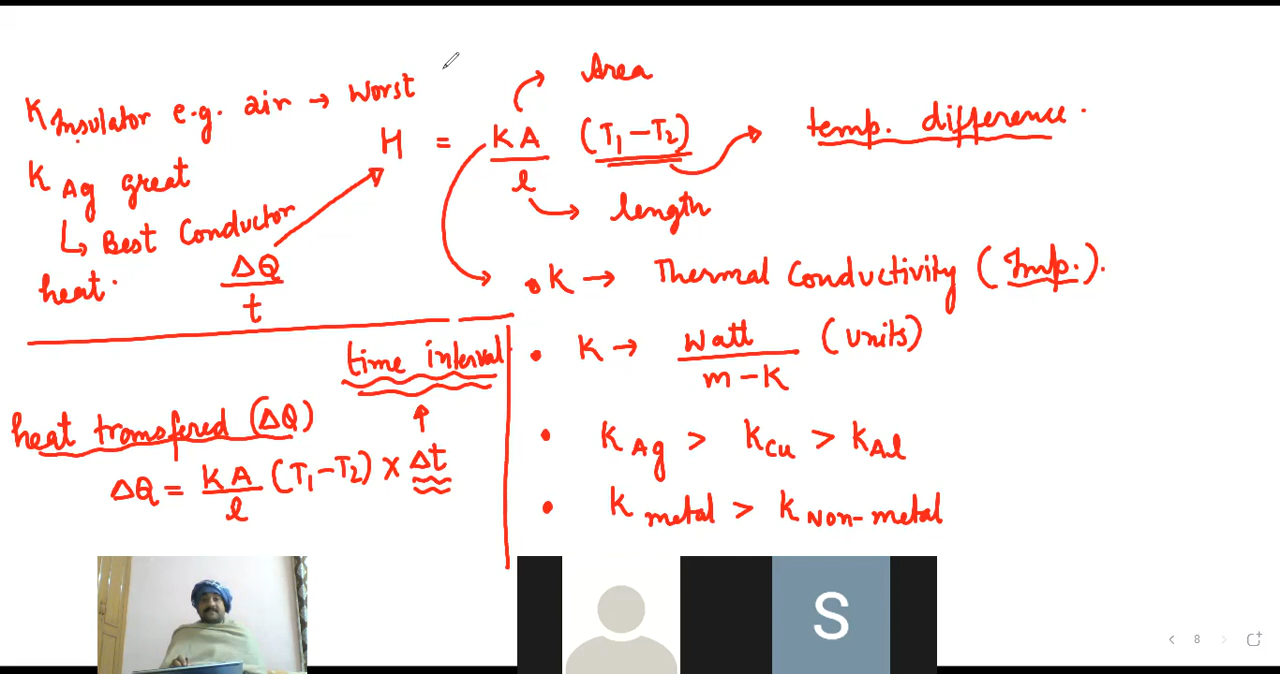 K Insulator e.g. air → Worst
K Ag great
↳ Best Conductor
heat.
ΔQ
t
H = KA (T1 - T2)
l
Area
temp. difference.
length
• K → Thermal Conductivity (Imp.).
• K → Watt (Units)
m-K
• K Ag > K Cu > K Al
• K metal > K Non-metal
time interval
heat transfered (ΔQ)
ΔQ = KA (T1 - T2) × Δt
l
S
8